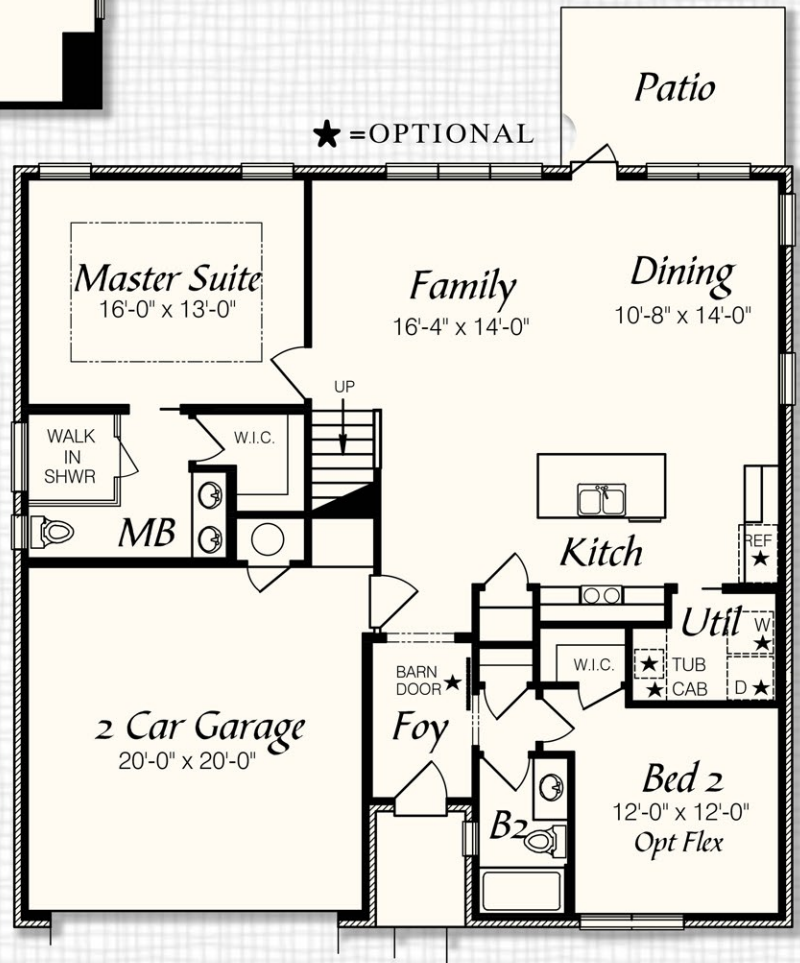 Patio
★=OPTIONAL
Master Suite
16'-0" x 13'-0"
Family
16'-4" x 14'-0"
Dining
10'-8" x 14'-0"
UP
WALK
IN
SHWR
W.I.C.
MB
Kitch
REF
★
Util
W
★
★ TUB
★ CAB
D ★
W.I.C.
BARN
DOOR ★
Foy
2 Car Garage
20'-0" x 20'-0"
Bed 2
12'-0" x 12'-0"
Opt Flex
B2